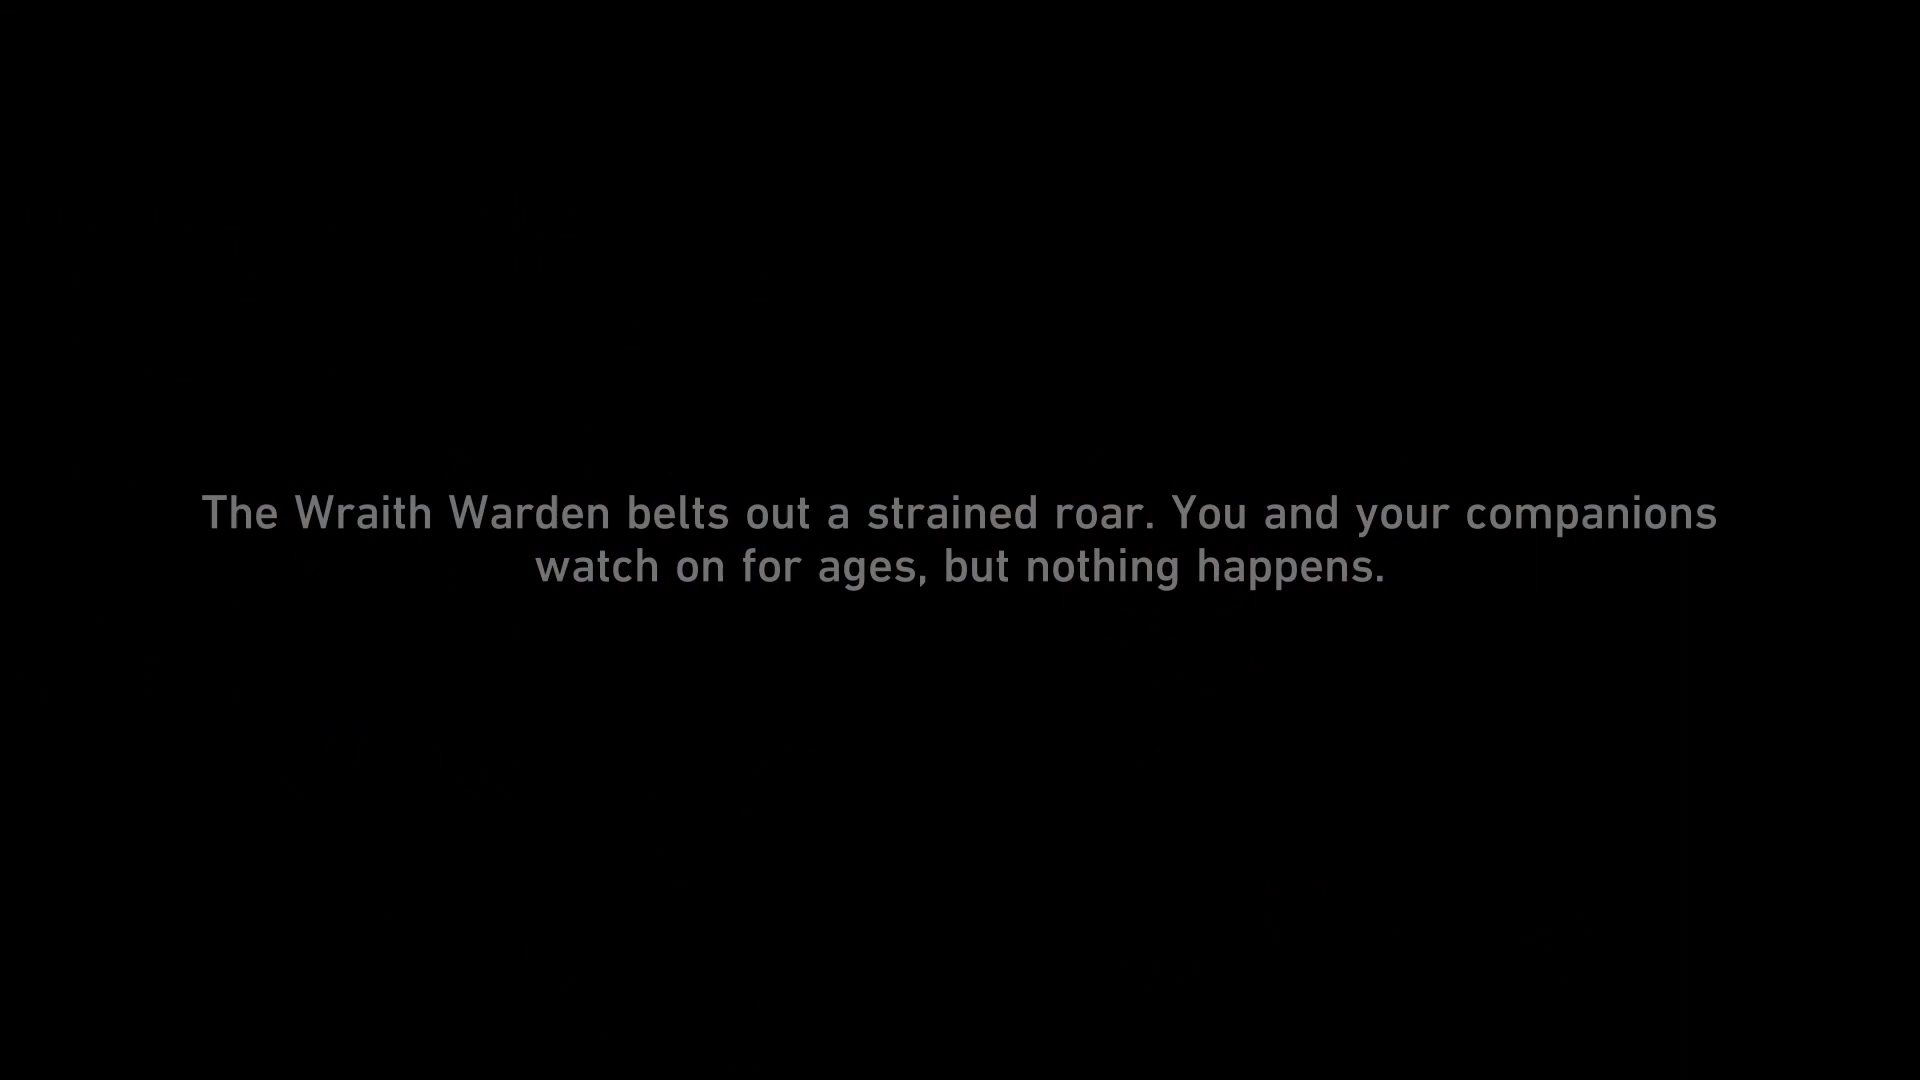 The Wraith Warden belts out a strained roar. You and your companions
watch on for ages, but nothing happens.